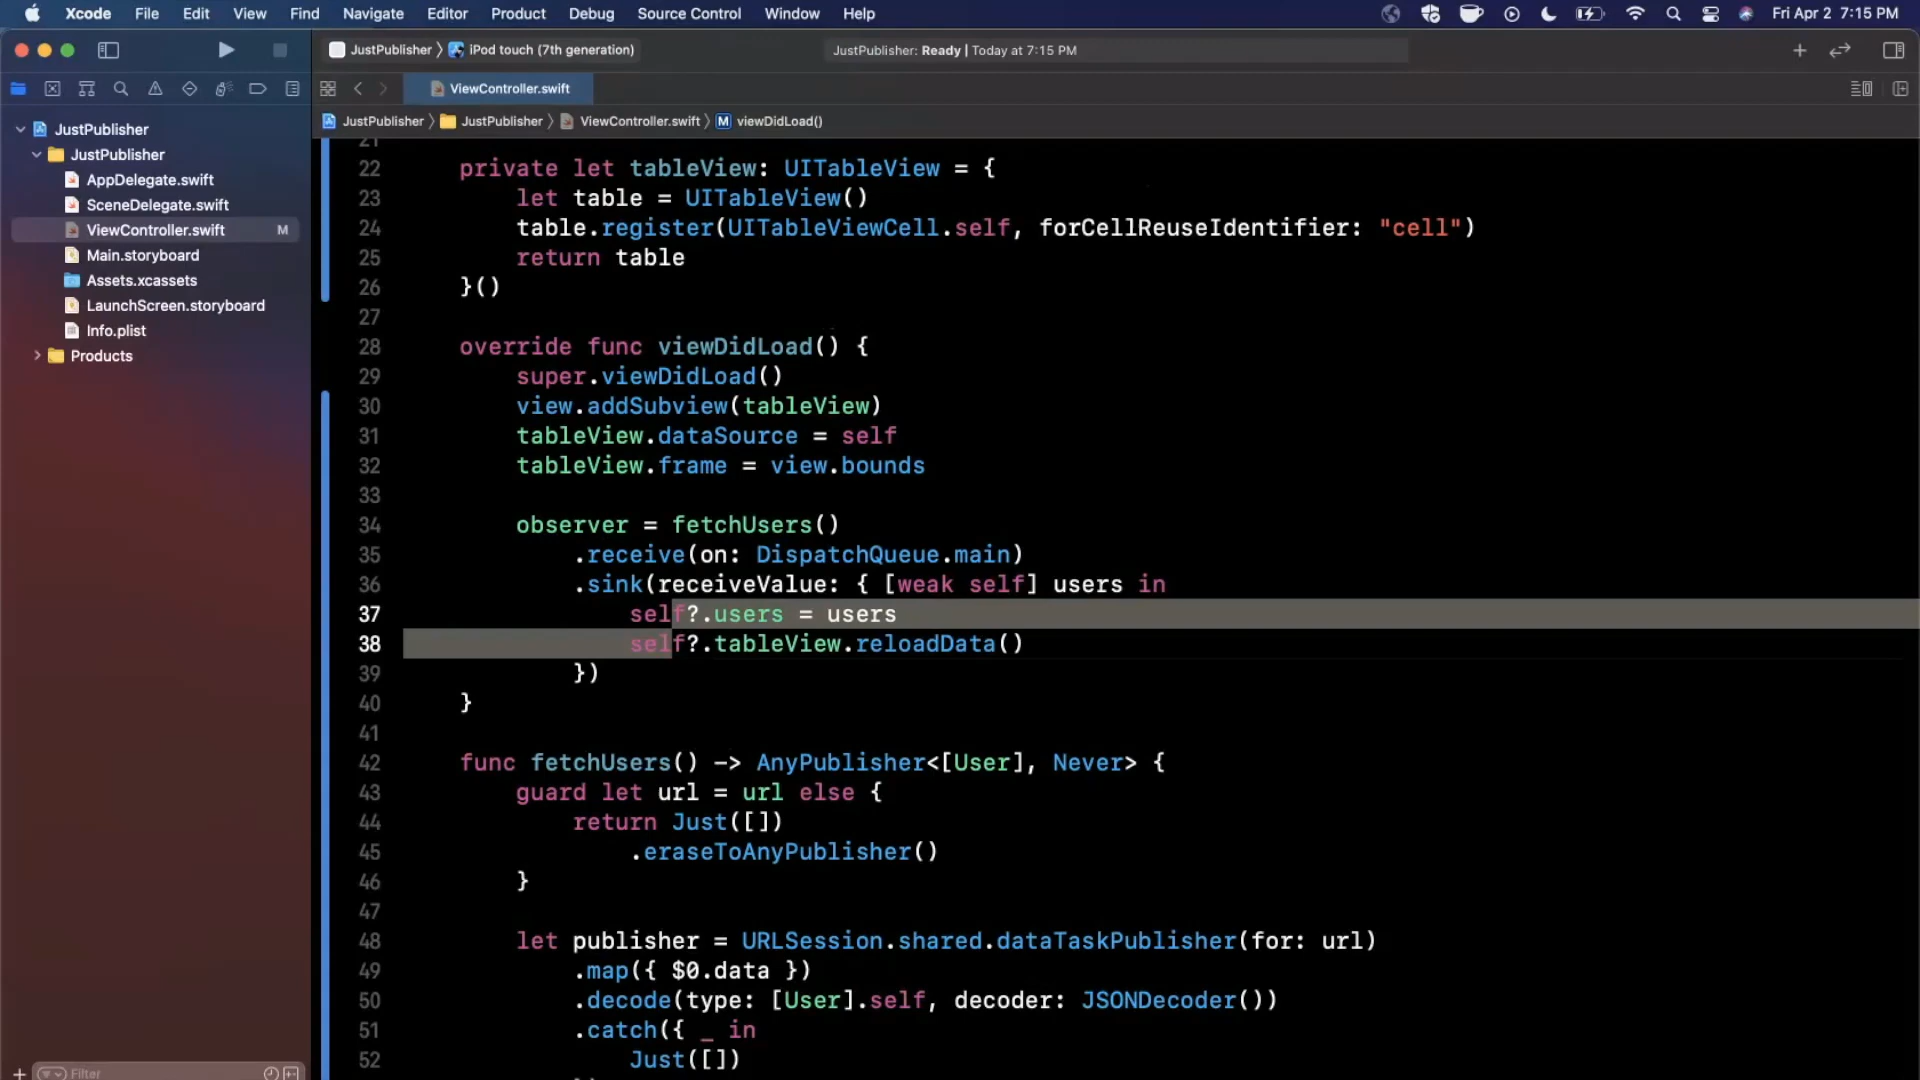 Xcode File Edit View Find Navigate Editor Product Debug Source Control Window Help Fri Apr 2 7:15 PM
JustPublisher iPod touch (7th generation) JustPublisher: Ready | Today at 7:15 PM
ViewController.swift
JustPublisher JustPublisher ViewController.swift M viewDidLoad()
JustPublisher
JustPublisher
AppDelegate.swift
SceneDelegate.swift
ViewController.swift M
Main.storyboard
Assets.xcassets
LaunchScreen.storyboard
Info.plist
Products
Filter
21
22 private let tableView: UITableView = {
23 let table = UITableView()
24 table.register(UITableViewCell.self, forCellReuseIdentifier: "cell")
25 return table
26 }()
27
28 override func viewDidLoad() {
29 super.viewDidLoad()
30 view.addSubview(tableView)
31 tableView.dataSource = self
32 tableView.frame = view.bounds
33
34 observer = fetchUsers()
35 .receive(on: DispatchQueue.main)
36 .sink(receiveValue: { [weak self] users in
37 self?.users = users
38 self?.tableView.reloadData()
39 })
40 }
41
42 func fetchUsers() -> AnyPublisher<[User], Never> {
43 guard let url = url else {
44 return Just([])
45 .eraseToAnyPublisher()
46 }
47
48 let publisher = URLSession.shared.dataTaskPublisher(for: url)
49 .map({ $0.data })
50 .decode(type: [User].self, decoder: JSONDecoder())
51 .catch({ _ in
52 Just([])